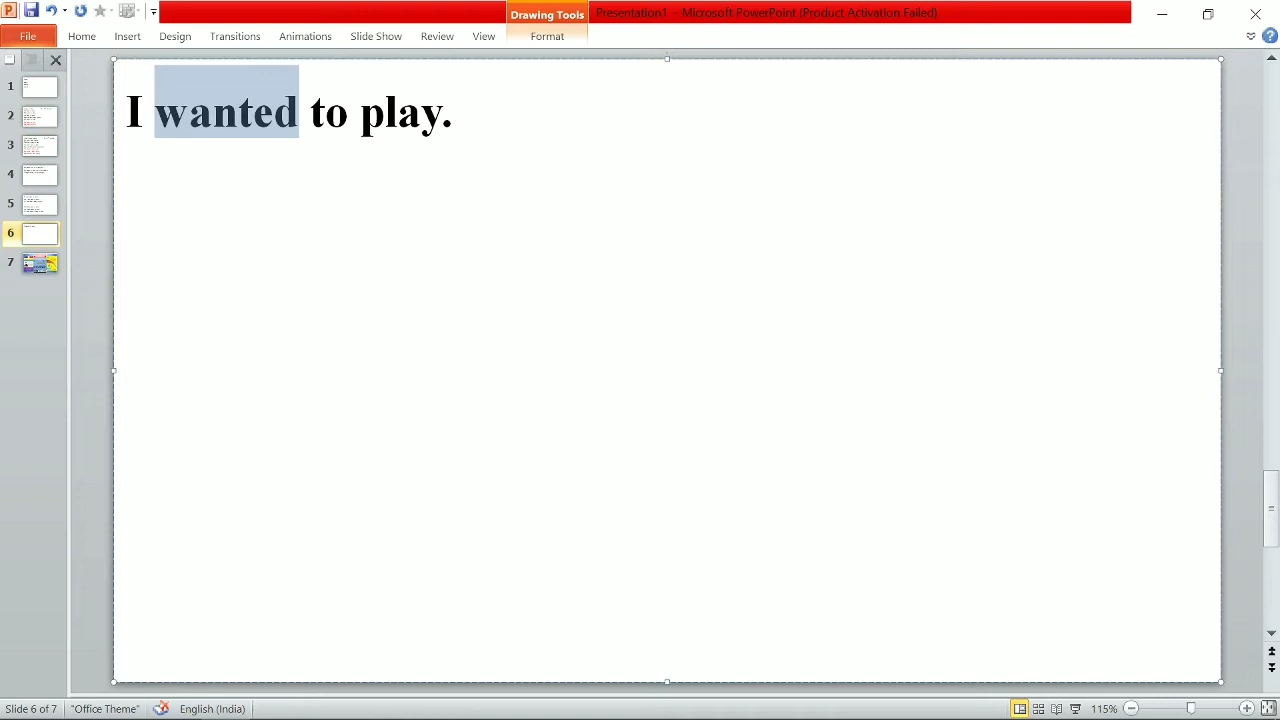 Drawing Tools
Presentation1 - Microsoft PowerPoint (Product Activation Failed)
File Home Insert Design Transitions Animations Slide Show Review View Format
1
2
3
4
5
6
7
I wanted to play.
Slide 6 of 7 "Office Theme" English (India) 115%